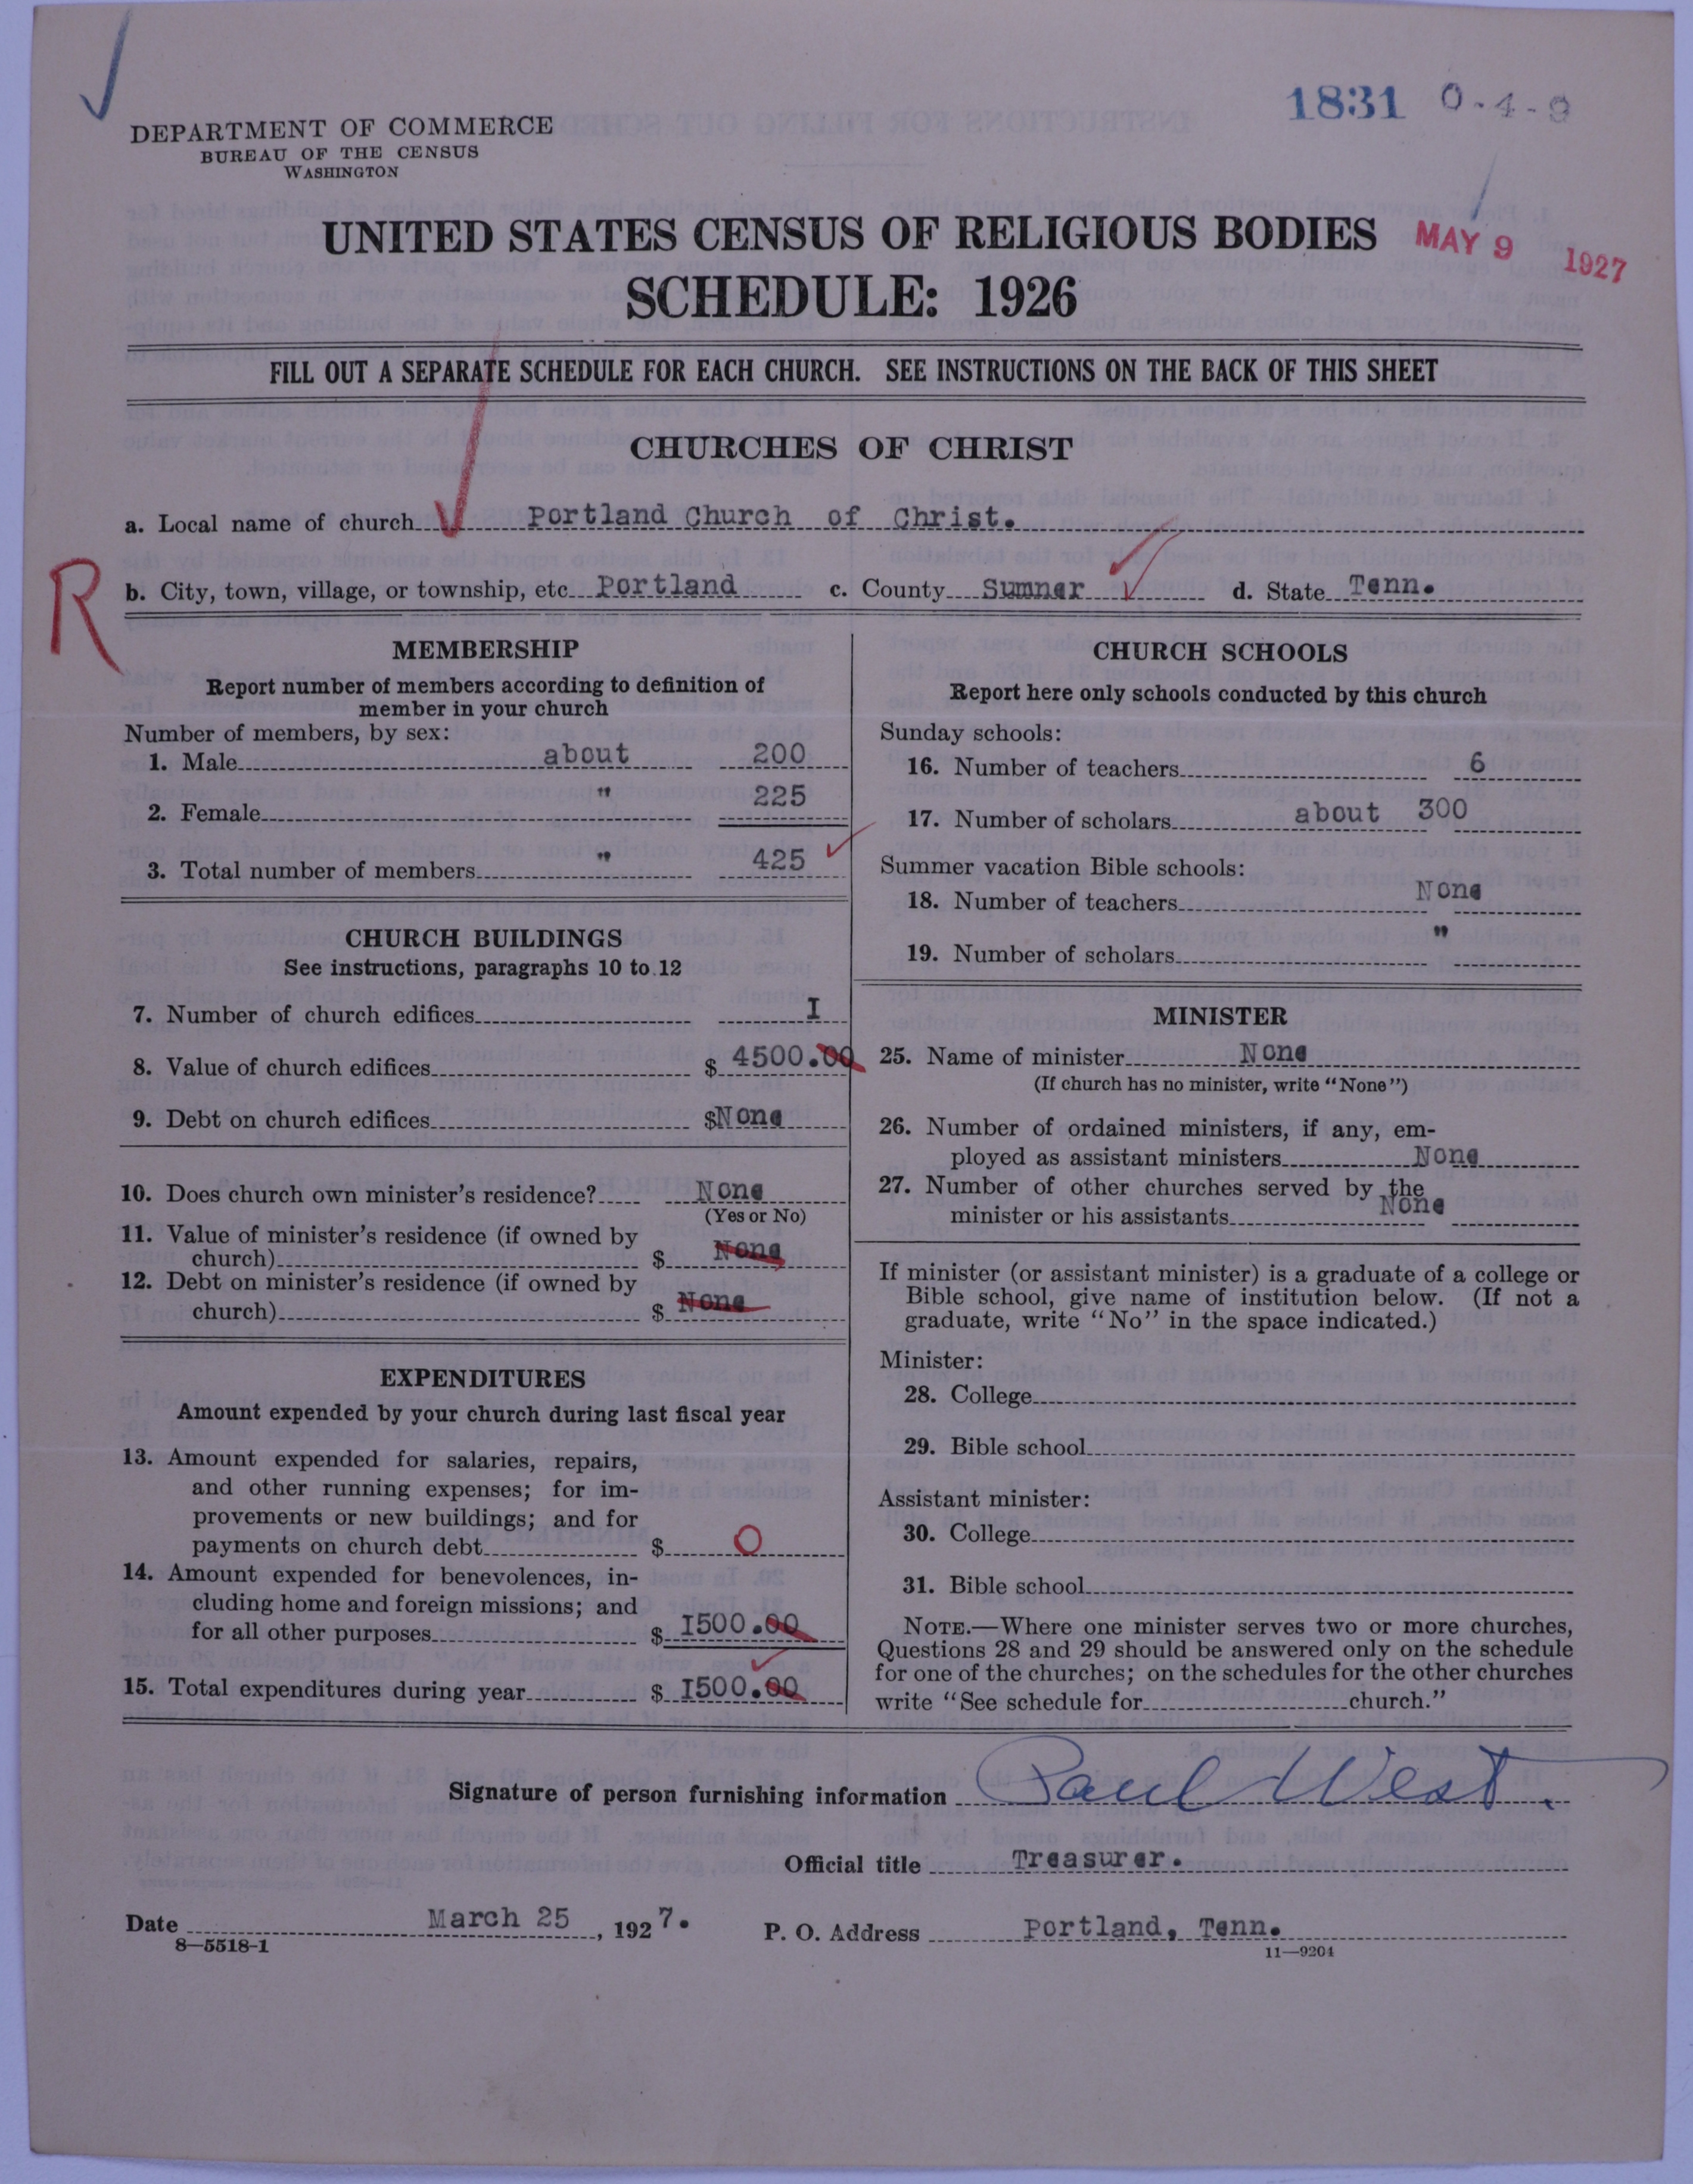 1831 0-4-9
DEPARTMENT OF COMMERCE
BUREAU OF THE CENSUS
WASHINGTON
UNITED STATES CENSUS OF RELIGIOUS BODIES
MAY 9 1927
SCHEDULE: 1926
FILL OUT A SEPARATE SCHEDULE FOR EACH CHURCH. SEE INSTRUCTIONS ON THE BACK OF THIS SHEET
CHURCHES OF CHRIST
a. Local name of church Portland Church of Christ.
R
b. City, town, village, or township, etc. Portland c. County Sumner d. State Tenn.
MEMBERSHIP
Report number of members according to definition of
member in your church
Number of members, by sex:
1. Male about 200
2. Female " 225
3. Total number of members " 425
CHURCH BUILDINGS
See instructions, paragraphs 10 to 12
7. Number of church edifices I
8. Value of church edifices $ 4500.00
9. Debt on church edifices $None
10. Does church own minister's residence? None
(Yes or No)
11. Value of minister's residence (if owned by
church) $ None
12. Debt on minister's residence (if owned by
church) $ None
EXPENDITURES
Amount expended by your church during last fiscal year
13. Amount expended for salaries, repairs,
and other running expenses; for im-
provements or new buildings; and for
payments on church debt $ 0
14. Amount expended for benevolences, in-
cluding home and foreign missions; and
for all other purposes $ I500.00
15. Total expenditures during year $ I500.00
CHURCH SCHOOLS
Report here only schools conducted by this church
Sunday schools:
16. Number of teachers 6
17. Number of scholars about 300
Summer vacation Bible schools:
18. Number of teachers None
19. Number of scholars "
MINISTER
25. Name of minister None
(If church has no minister, write "None")
26. Number of ordained ministers, if any, em-
ployed as assistant ministers None
27. Number of other churches served by the
minister or his assistants None
If minister (or assistant minister) is a graduate of a college or
Bible school, give name of institution below. (If not a
graduate, write "No" in the space indicated.)
Minister:
28. College
29. Bible school
Assistant minister:
30. College
31. Bible school
NOTE.—Where one minister serves two or more churches,
Questions 28 and 29 should be answered only on the schedule
for one of the churches; on the schedules for the other churches
write "See schedule for church."
Signature of person furnishing information Paul West.
Official title Treasurer.
Date March 25, 1927. P. O. Address Portland, Tenn.
8—5518-1
11—9204